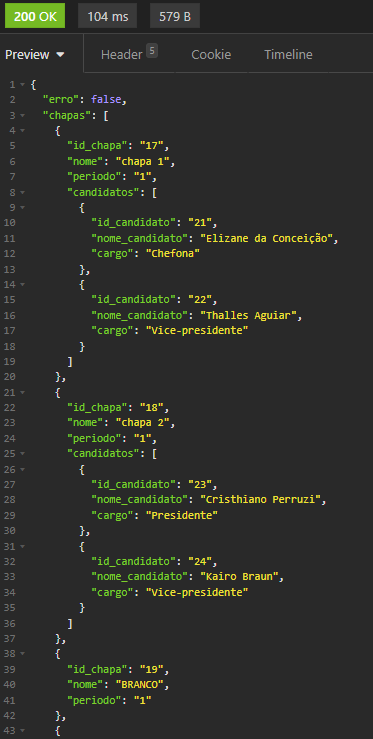 200 OK 104 ms 579 B
Preview Header 5 Cookie Timeline
1 {
2 "erro": false,
3 "chapas": [
4 {
5 "id_chapa": "17",
6 "nome": "chapa 1",
7 "periodo": "1",
8 "candidatos": [
9 {
10 "id_candidato": "21",
11 "nome_candidato": "Elizane da Conceição",
12 "cargo": "Chefona"
13 },
14 {
15 "id_candidato": "22",
16 "nome_candidato": "Thalles Aguiar",
17 "cargo": "Vice-presidente"
18 }
19 ]
20 },
21 {
22 "id_chapa": "18",
23 "nome": "chapa 2",
24 "periodo": "1",
25 "candidatos": [
26 {
27 "id_candidato": "23",
28 "nome_candidato": "Cristhiano Perruzi",
29 "cargo": "Presidente"
30 },
31 {
32 "id_candidato": "24",
33 "nome_candidato": "Kairo Braun",
34 "cargo": "Vice-presidente"
35 }
36 ]
37 },
38 {
39 "id_chapa": "19",
40 "nome": "BRANCO",
41 "periodo": "1"
42 },
43 {